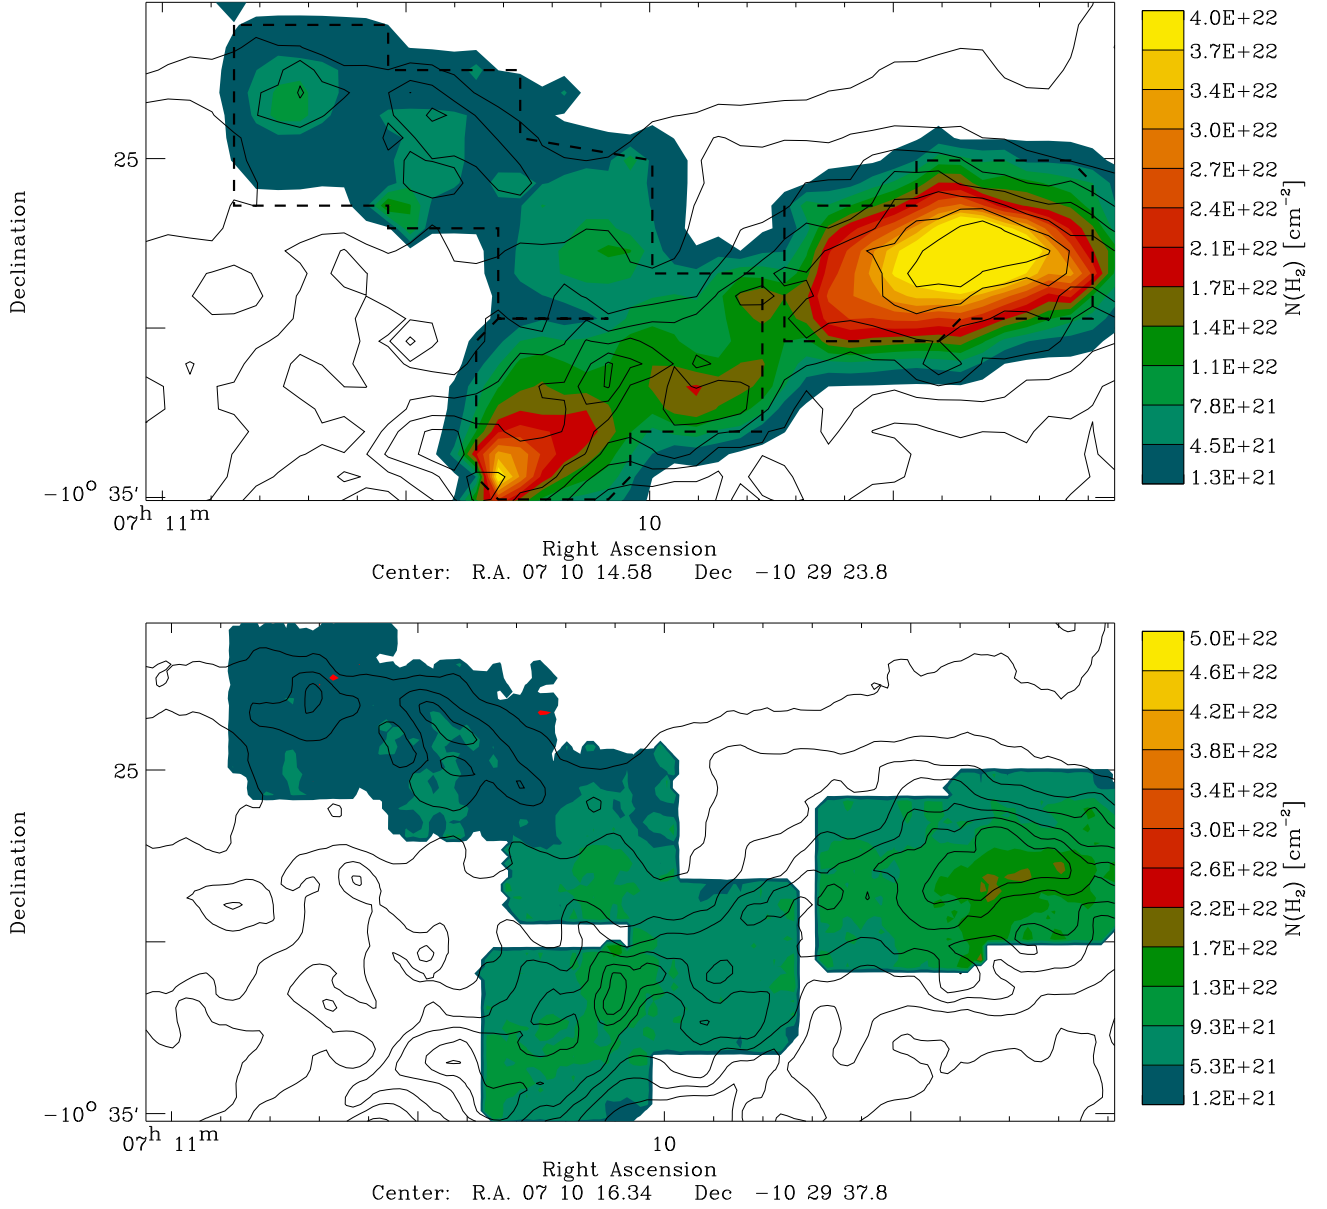 4.0E+22
3.7E+22
3.4E+22
3.0E+22
2.7E+22
2.4E+22
2.1E+22
1.7E+22
1.4E+22
1.1E+22
7.8E+21
4.5E+21
1.3E+21
N(H2) [cm−2]
Declination
25
−10° 35′
07h 11m 10
Right Ascension
Center: R.A. 07 10 14.58 Dec −10 29 23.8
5.0E+22
4.6E+22
4.2E+22
3.8E+22
3.4E+22
3.0E+22
2.6E+22
2.2E+22
1.7E+22
1.3E+22
9.3E+21
5.3E+21
1.2E+21
N(H2) [cm−2]
Declination
25
−10° 35′
07h 11m 10
Right Ascension
Center: R.A. 07 10 16.34 Dec −10 29 37.8